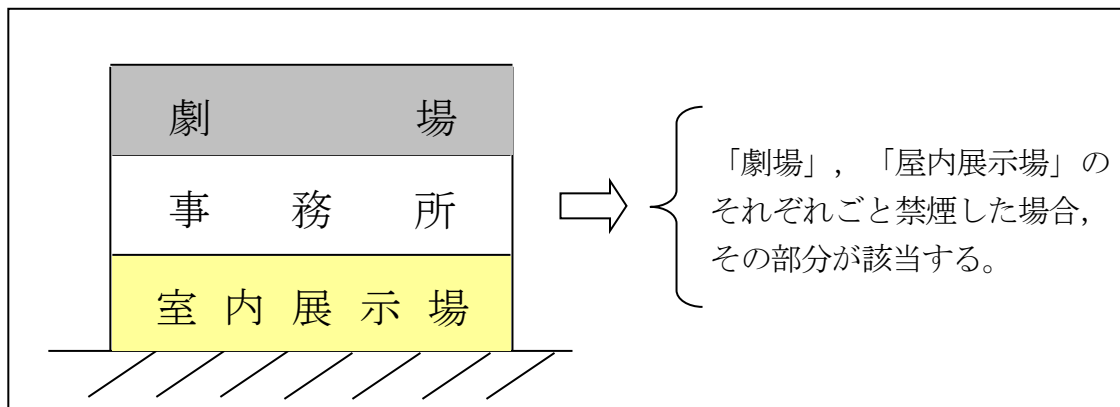 劇場
事務所
室内展示場
「劇場」,「屋内展示場」の
それぞれごと禁煙した場合,
その部分が該当する。